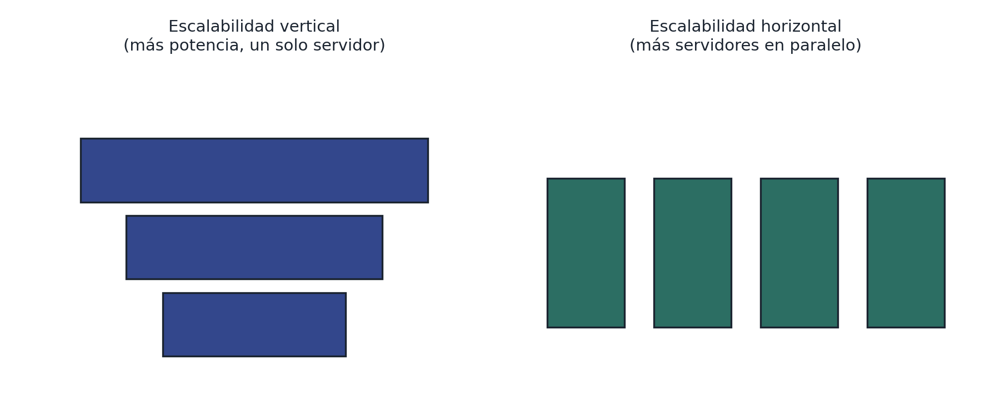 Escalabilidad vertical
(más potencia, un solo servidor)
Escalabilidad horizontal
(más servidores en paralelo)